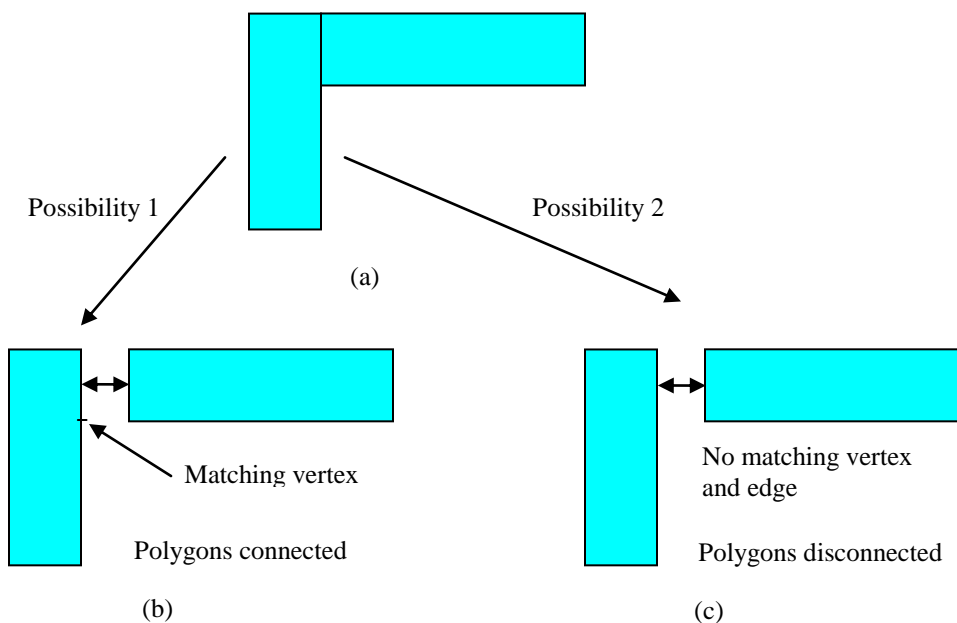 Possibility 1
Possibility 2
(a)
Matching vertex
No matching vertex
and edge
Polygons connected
Polygons disconnected
(b)
(c)